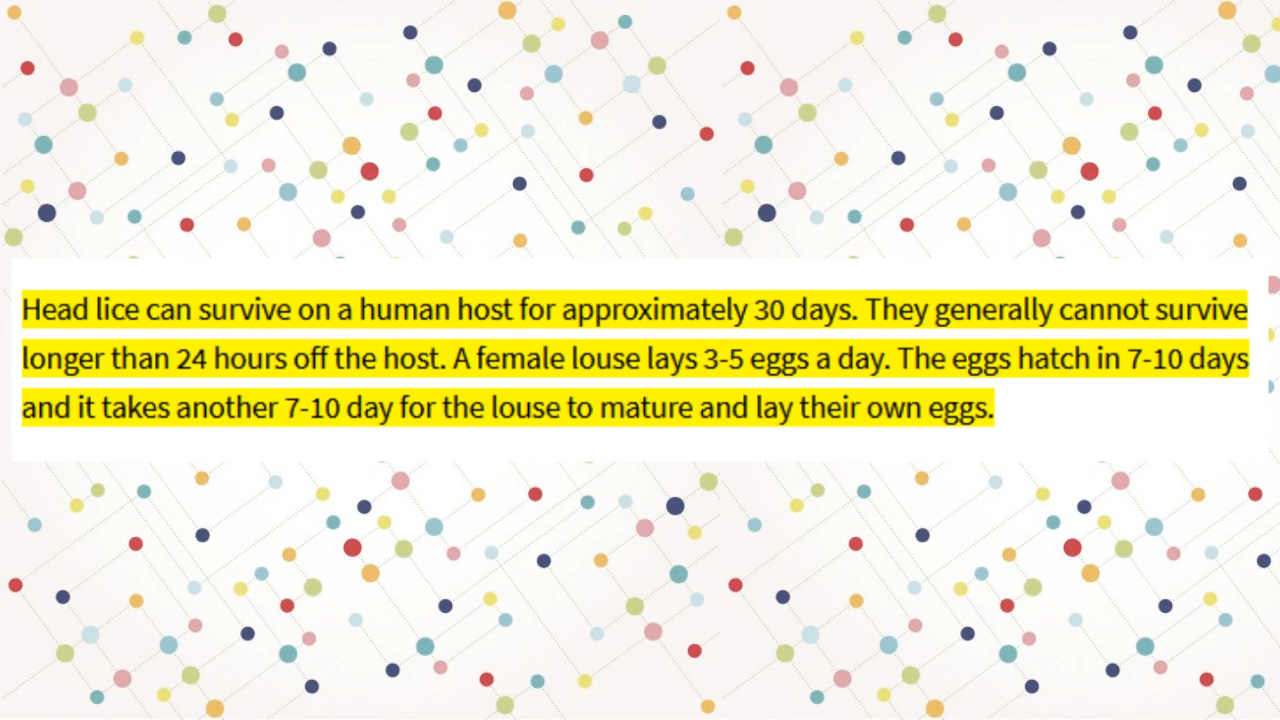 Head lice can survive on a human host for approximately 30 days. They generally cannot survive
longer than 24 hours off the host. A female louse lays 3-5 eggs a day. The eggs hatch in 7-10 days
and it takes another 7-10 day for the louse to mature and lay their own eggs.